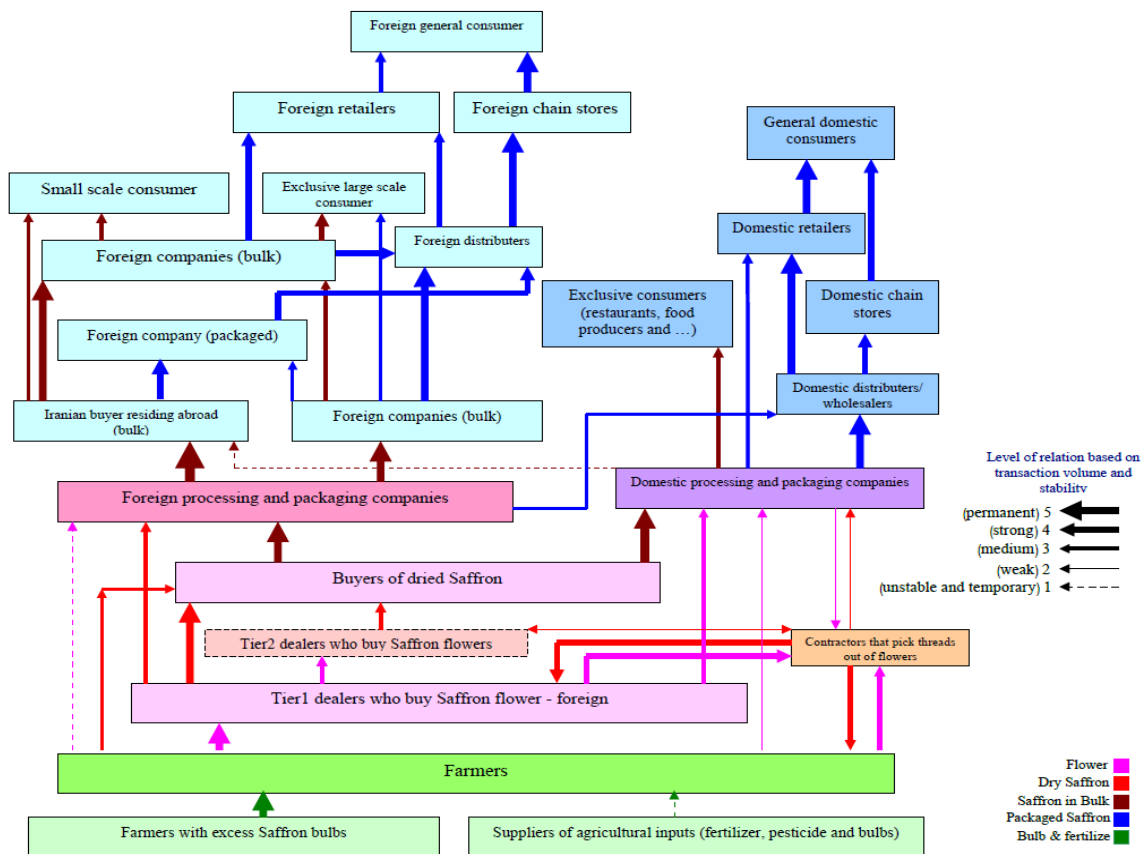 Foreign general consumer
Foreign retailers
Foreign chain stores
General domestic
consumers
Small scale consumer
Exclusive large scale
consumer
Domestic retailers
Foreign distributers
Foreign companies (bulk)
Exclusive consumers
(restaurants, food
producers and …)
Domestic chain
stores
Foreign company (packaged)
Domestic distributers/
wholesalers
Iranian buyer residing abroad
(bulk)
Foreign companies (bulk)
Level of relation based on
transaction volume and
stability
Foreign processing and packaging companies
Domestic processing and packaging companies
(permanent) 5
(strong) 4
(medium) 3
(weak) 2
(unstable and temporary) 1
Buyers of dried Saffron
Tier2 dealers who buy Saffron flowers
Contractors that pick threads
out of flowers
Tier1 dealers who buy Saffron flower - foreign
Farmers
Flower
Dry Saffron
Saffron in Bulk
Packaged Saffron
Bulb & fertilize
Farmers with excess Saffron bulbs
Suppliers of agricultural inputs (fertilizer, pesticide and bulbs)